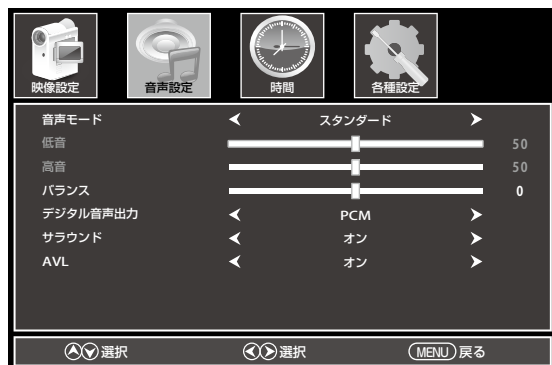 映像設定 音声設定 時間 各種設定
音声モード スタンダード
低音 50
高音 50
バランス 0
デジタル音声出力 PCM
サラウンド オン
AVL オン
選択 選択 MENU 戻る